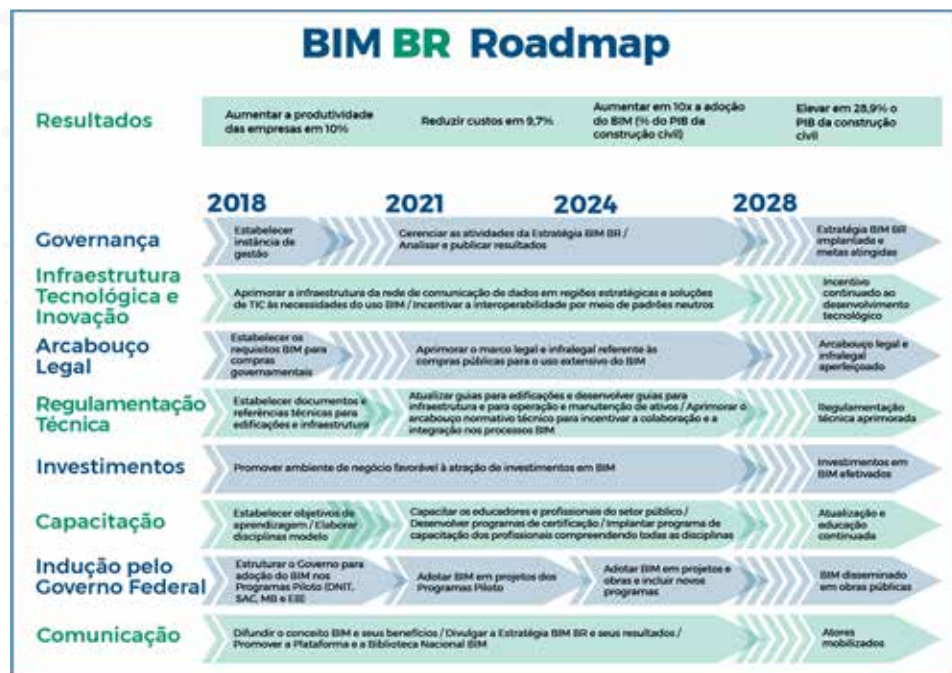 BIM BR Roadmap
Resultados
Aumentar a produtividade
das empresas em 10%
Reduzir custos em 9,7%
Aumentar em 10x a adoção
do BIM (% do PIB da
construção civil)
Elevar em 28,9% o
PIB da construção
civil
2018
2021
2024
2028
Governança
Estabelecer
instância de
gestão
Gerenciar as atividades da Estratégia BIM BR /
Analisar e publicar resultados
Estratégia BIM BR
implantada e
metas atingidas
Infraestrutura
Tecnológica e
Inovação
Aprimorar a infraestrutura da rede de comunicação de dados em regiões estratégicas e soluções
de TIC às necessidades do uso BIM / Incentivar a interoperabilidade por meio de padrões neutros
Incentivo
continuado ao
desenvolvimento
tecnológico
Arcabouço
Legal
Estabelecer os
requisitos BIM para
compras
governamentais
Aprimorar o marco legal e infralegal referente às
compras públicas para o uso extensivo do BIM
Arcabouço legal e
infralegal
aperfeiçoado
Regulamentação
Técnica
Estabelecer documentos e
referências técnicas para
edificações e infraestrutura
Atualizar guias para edificações e desenvolver guias para
infraestrutura e para operação e manutenção de ativos / Aprimorar o
arcabouço normativo técnico para incentivar a colaboração e a
integração nos processos BIM
Regulamentação
técnica aprimorada
Investimentos
Promover ambiente de negócio favorável à atração de investimentos em BIM
Investimentos em
BIM efetivados
Capacitação
Estabelecer objetivos de
aprendizagem / Elaborar
disciplinas modelo
Capacitar os educadores e profissionais do setor público /
Desenvolver programas de certificação / Implantar programa de
capacitação dos profissionais compreendendo todas as disciplinas
Atualização e
educação
continuada
Indução pelo
Governo Federal
Estruturar o Governo para
adoção do BIM nos
Programas Piloto (DNIT,
SAC, MB e EB)
Adotar BIM em projetos dos
Programas Piloto
Adotar BIM em projetos e
obras e incluir novos
programas
BIM disseminado
em obras públicas
Comunicação
Difundir o conceito BIM e seus benefícios / Divulgar a Estratégia BIM BR e seus resultados /
Promover a Plataforma e a Biblioteca Nacional BIM
Atores
mobilizados